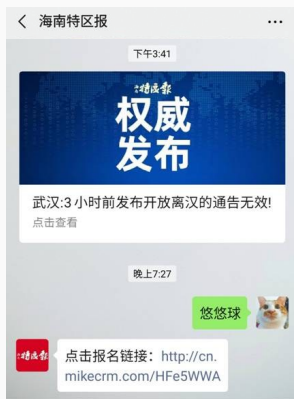 海南特区报
下午3:41
海南特区报
权威
发布
武汉:3小时前发布开放离汉的通告无效!
点击查看
晚上7:27
悠悠球
特区报
点击报名链接：http://cn.
mikecrm.com/HFe5WWA